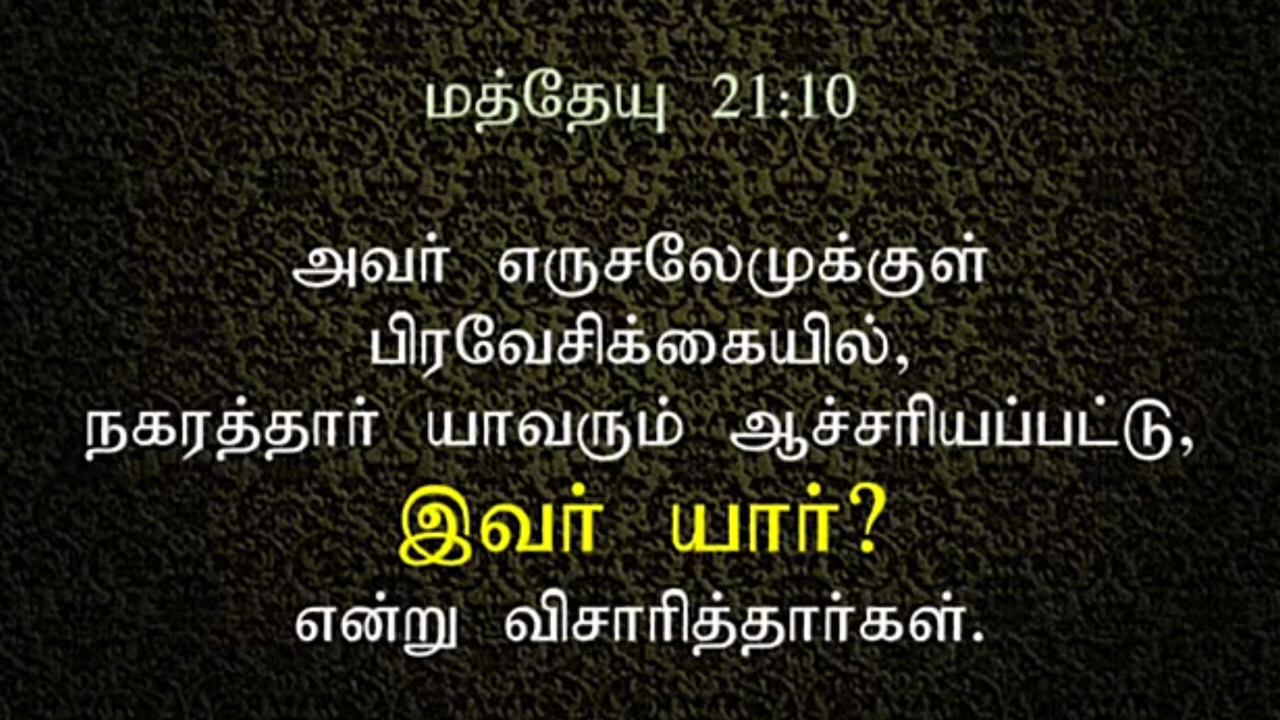 மத்தேயு 21:10
அவர் எருசலேமுக்குள்
பிரவேசிக்கையில்,
நகரத்தார் யாவரும் ஆச்சரியப்பட்டு,
இவர் யார்?
என்று விசாரித்தார்கள்.